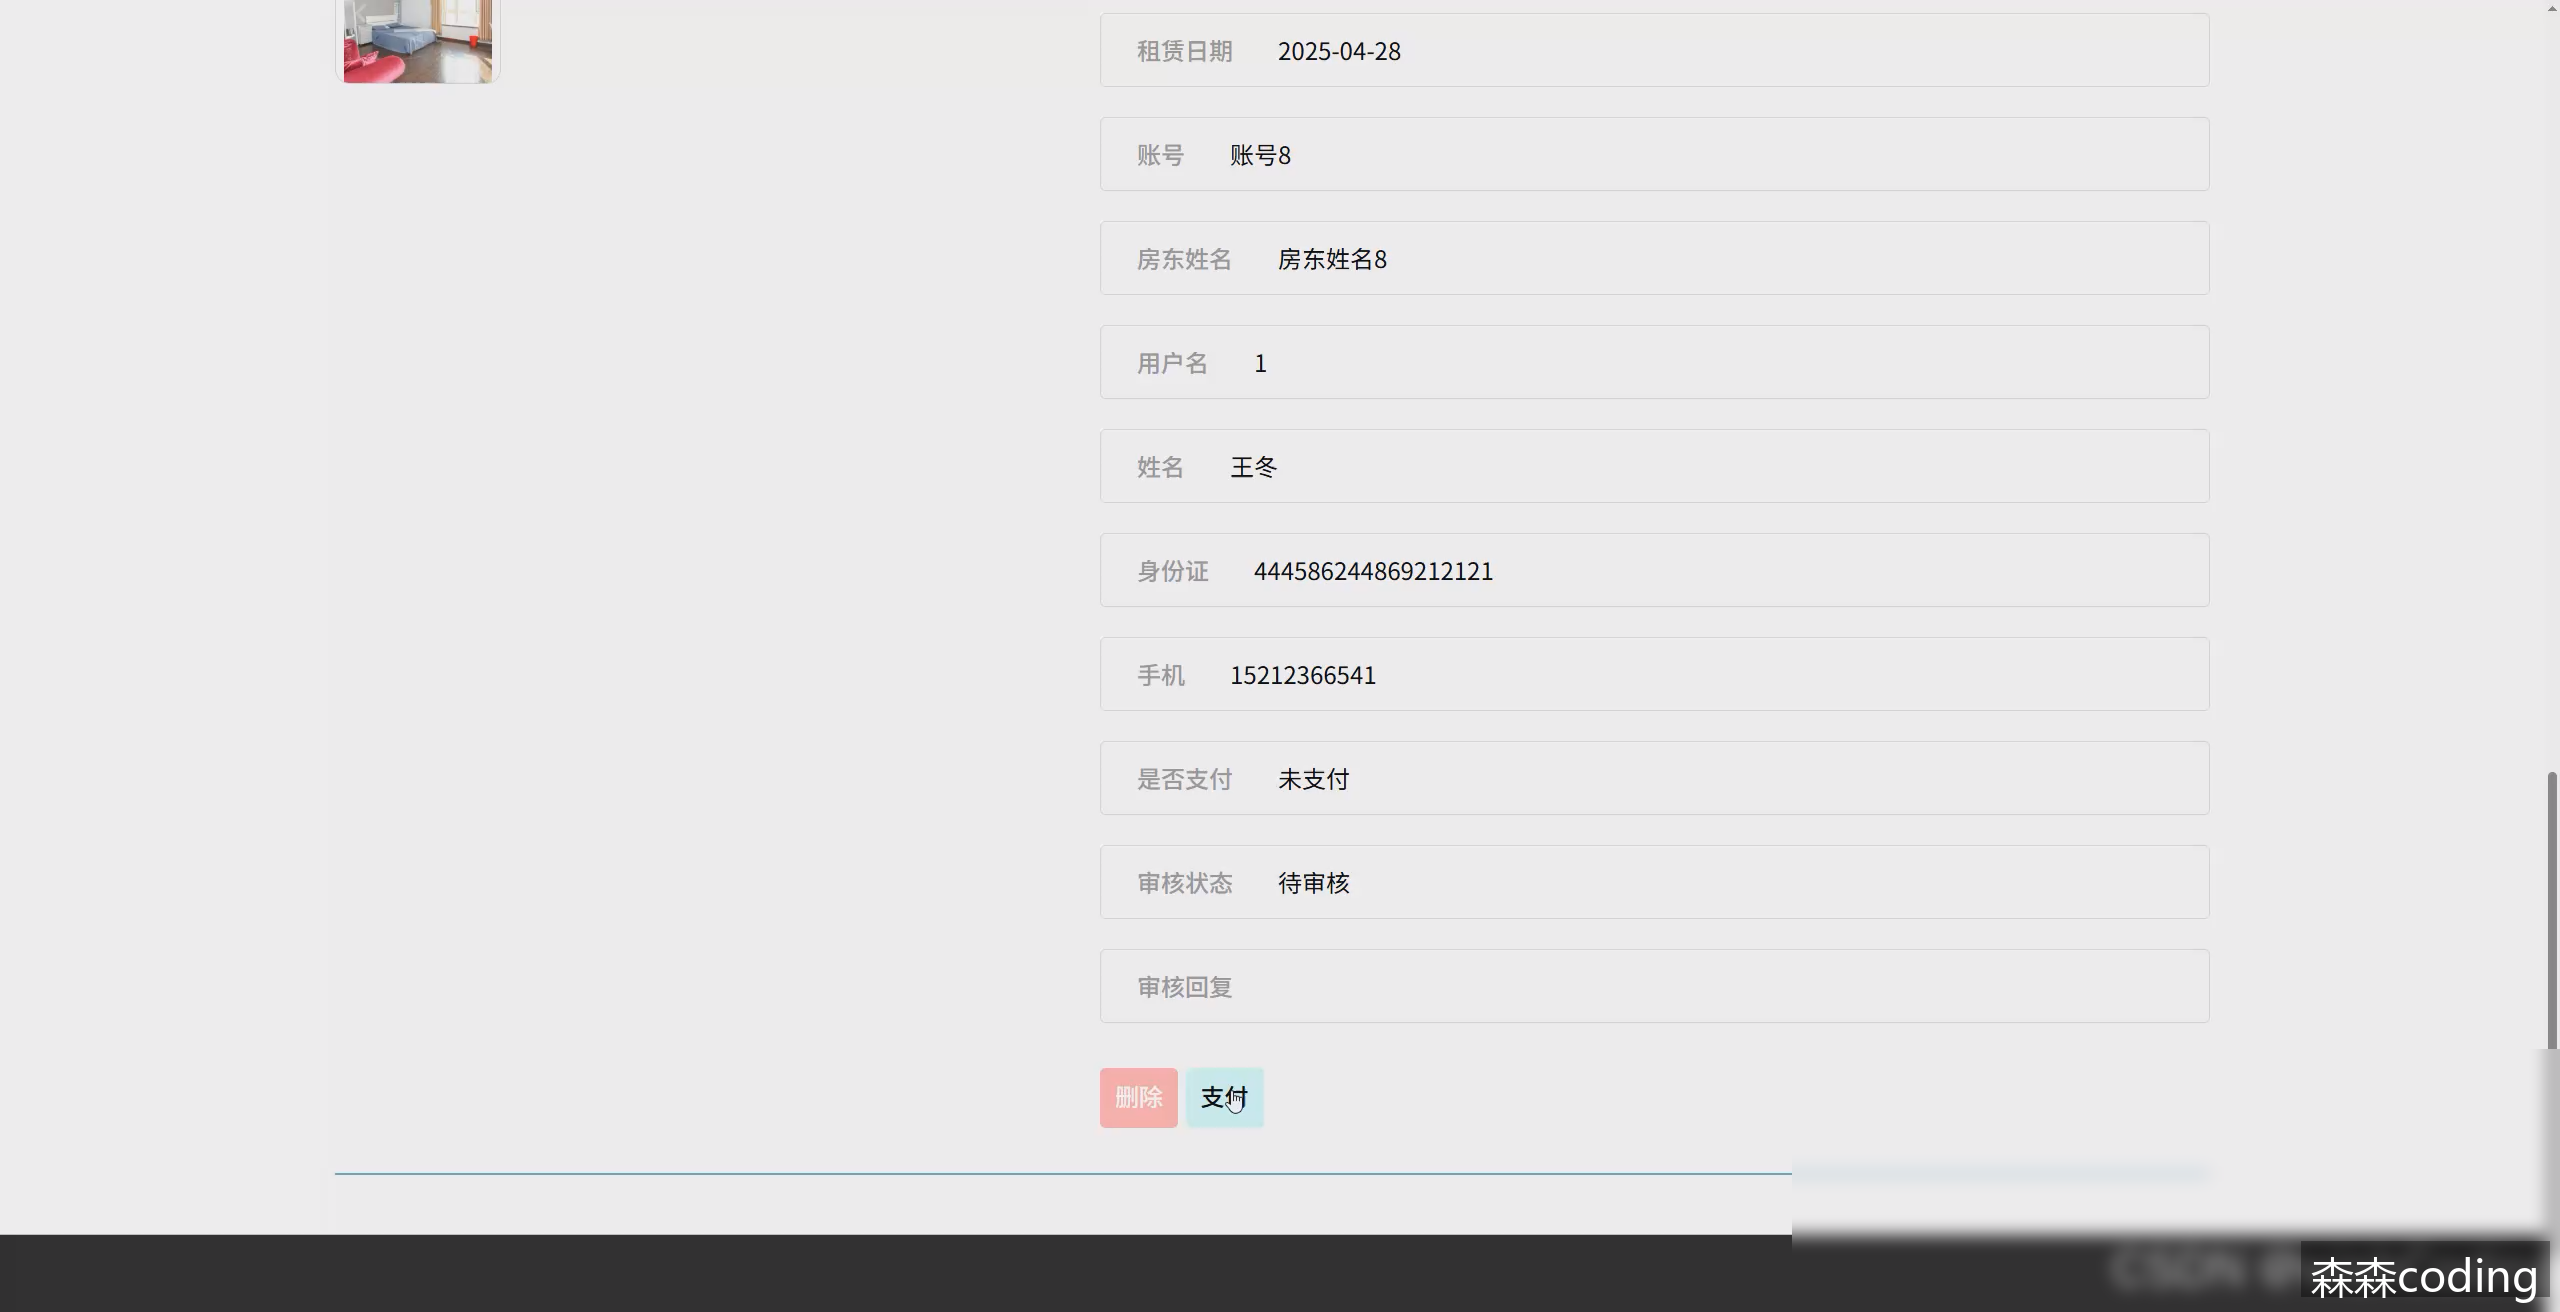 租赁日期 2025-04-28
账号 账号8
房东姓名 房东姓名8
用户名 1
姓名 王冬
身份证 444586244869212121
手机 15212366541
是否支付 未支付
审核状态 待审核
审核回复
删除 支付
CSDN @
森森coding